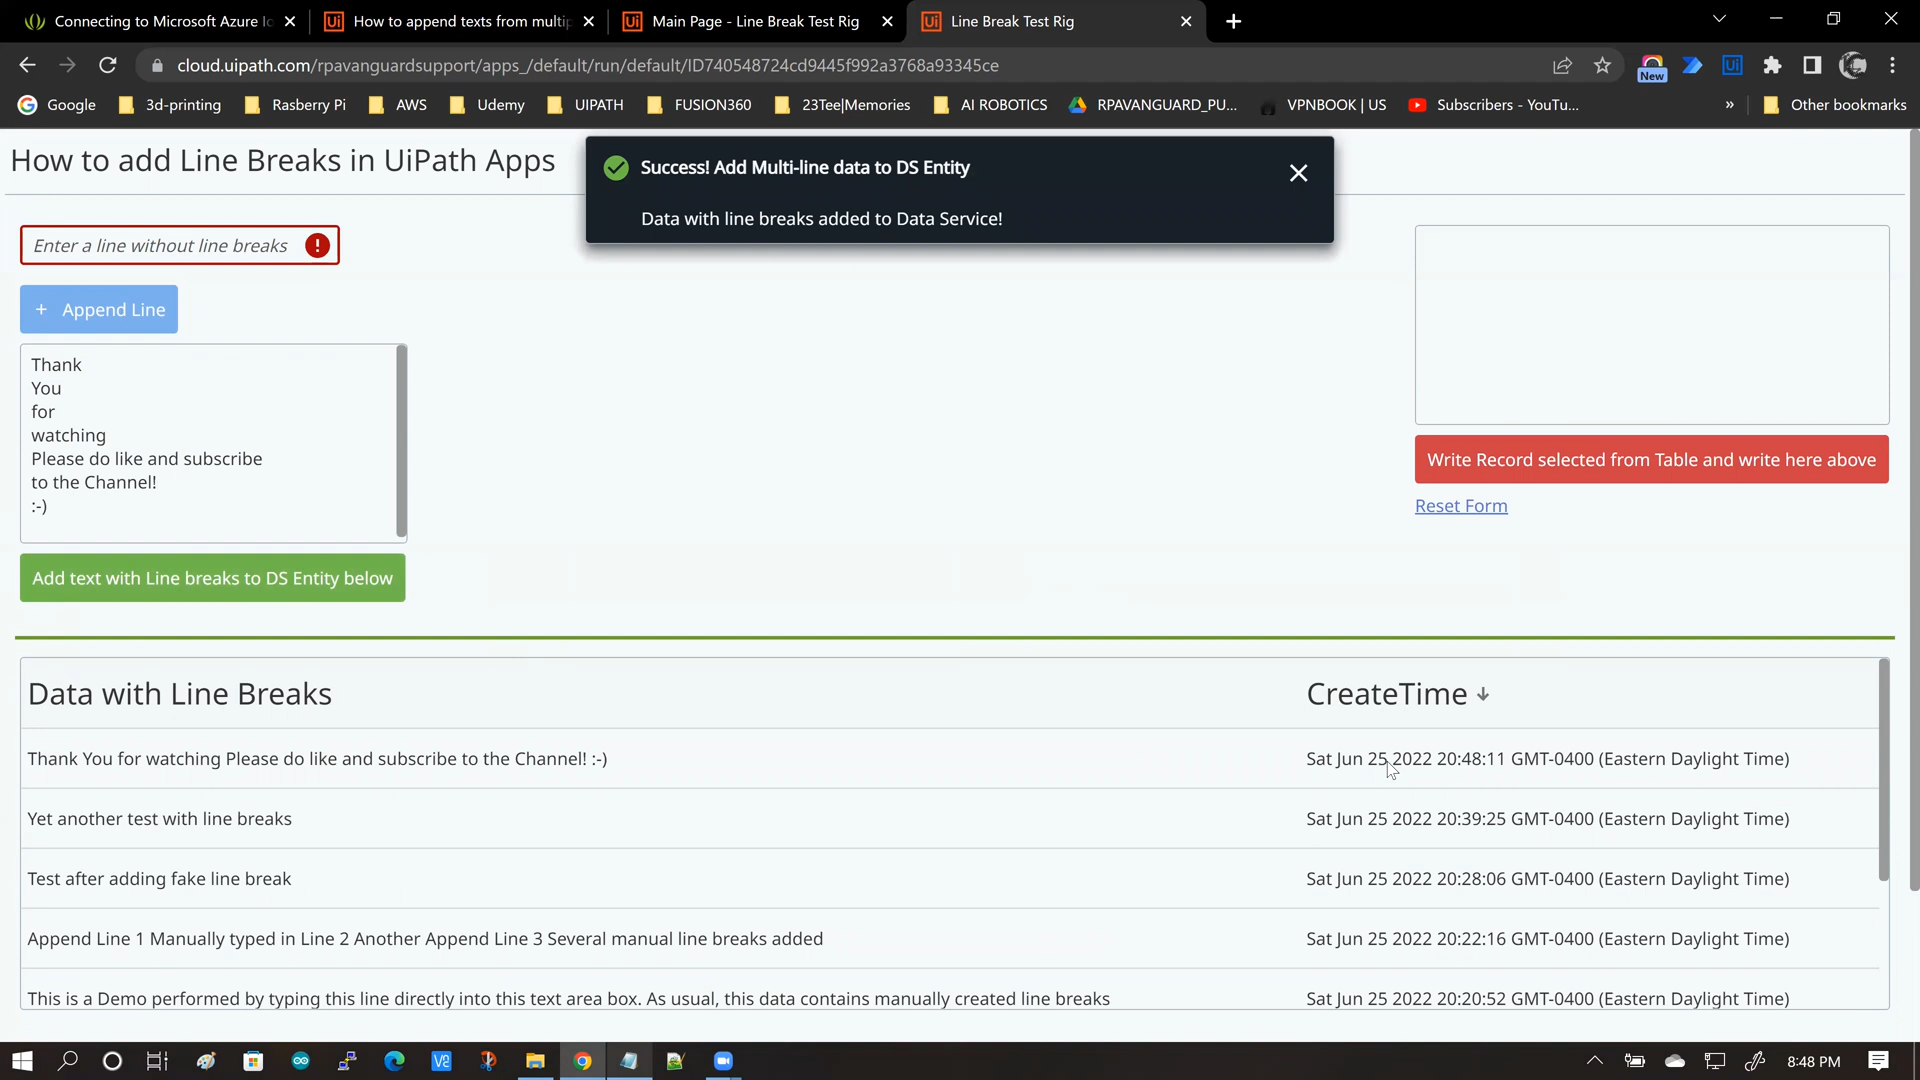 Connecting to Microsoft Azure Io
How to append texts from multip
Main Page - Line Break Test Rig
Line Break Test Rig
cloud.uipath.com/rpavanguardsupport/apps_/default/run/default/ID740548724cd9445f992a3768a93345ce
New
Google
3d-printing
Rasberry Pi
AWS
Udemy
UIPATH
FUSION360
23Tee|Memories
AI ROBOTICS
RPAVANGUARD_PU...
VPNBOOK | US
Subscribers - YouTu...
»
Other bookmarks
How to add Line Breaks in UiPath Apps
Success! Add Multi-line data to DS Entity
Data with line breaks added to Data Service!
Enter a line without line breaks
+ Append Line
Thank
You
for
watching
Please do like and subscribe
to the Channel!
:-)
Add text with Line breaks to DS Entity below
Write Record selected from Table and write here above
Reset Form
Data with Line Breaks CreateTime
Thank You for watching Please do like and subscribe to the Channel! :-) Sat Jun 25 2022 20:48:11 GMT-0400 (Eastern Daylight Time)
Yet another test with line breaks Sat Jun 25 2022 20:39:25 GMT-0400 (Eastern Daylight Time)
Test after adding fake line break Sat Jun 25 2022 20:28:06 GMT-0400 (Eastern Daylight Time)
Append Line 1 Manually typed in Line 2 Another Append Line 3 Several manual line breaks added Sat Jun 25 2022 20:22:16 GMT-0400 (Eastern Daylight Time)
This is a Demo performed by typing this line directly into this text area box. As usual, this data contains manually created line breaks Sat Jun 25 2022 20:20:52 GMT-0400 (Eastern Daylight Time)
8:48 PM